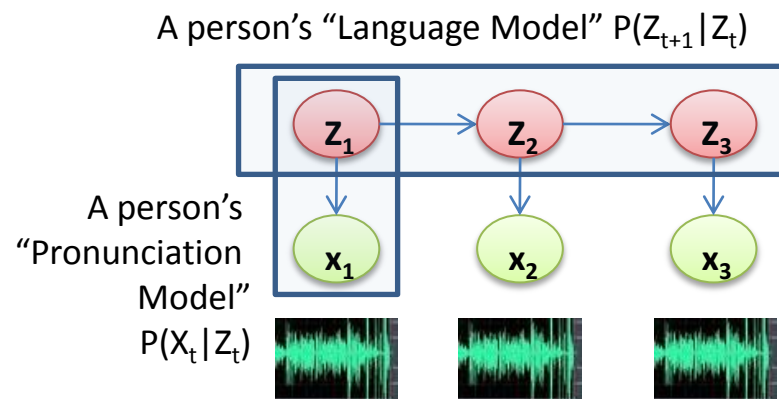 A person’s “Language Model” P(Z_{t+1}|Z_t)
Z_1 Z_2 Z_3
A person’s
“Pronunciation
Model”
P(X_t|Z_t)
x_1 x_2 x_3